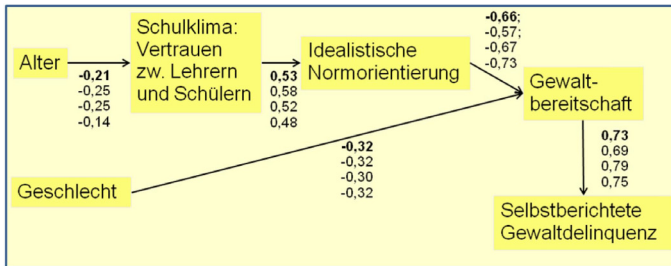 Alter
-0,21
-0,25
-0,25
-0,14
Schulklima:
Vertrauen
zw. Lehrern
und Schülern
0,53
0,58
0,52
0,48
Idealistische
Normorientierung
-0,66;
-0,57;
-0,67
-0,73
Gewalt-
bereitschaft
Geschlecht
-0,32
-0,32
-0,30
-0,32
0,73
0,69
0,79
0,75
Selbstberichtete
Gewaltdelinquenz